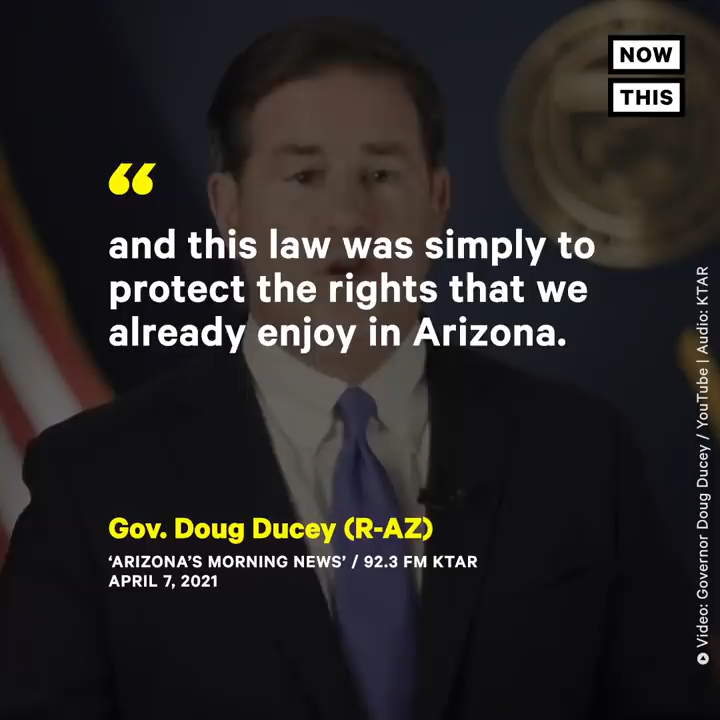 NOW
THIS
“
and this law was simply to
protect the rights that we
already enjoy in Arizona.
Gov. Doug Ducey (R-AZ)
‘ARIZONA’S MORNING NEWS’ / 92.3 FM KTAR
APRIL 7, 2021
Video: Governor Doug Ducey / YouTube | Audio: KTAR